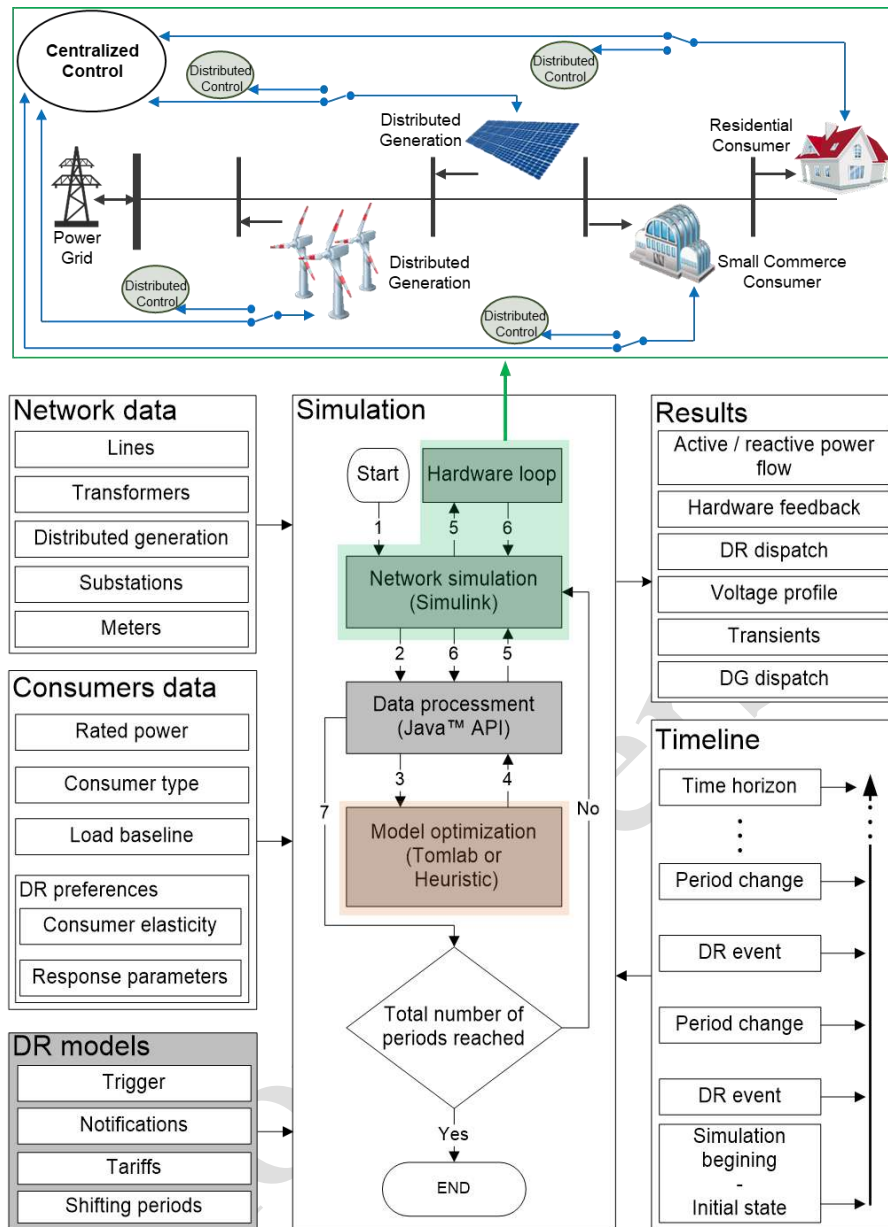 Centralized
Control
Distributed
Control
Distributed
Control
Distributed
Generation
Residential
Consumer
Power
Grid
Distributed
Generation
Small Commerce
Consumer
Distributed
Control
Distributed
Control
Network data
Lines
Transformers
Distributed generation
Substations
Meters
Consumers data
Rated power
Consumer type
Load baseline
DR preferences
Consumer elasticity
Response parameters
DR models
Trigger
Notifications
Tariffs
Shifting periods
Simulation
Start
Hardware loop
1
5
6
Network simulation
(Simulink)
2
6
5
Data processment
(Java™ API)
3
4
7
No
Model optimization
(Tomlab or
Heuristic)
Total number of
periods reached
Yes
END
Results
Active / reactive power
flow
Hardware feedback
DR dispatch
Voltage profile
Transients
DG dispatch
Timeline
Time horizon
Period change
DR event
Period change
DR event
Simulation
begining
-
Initial state